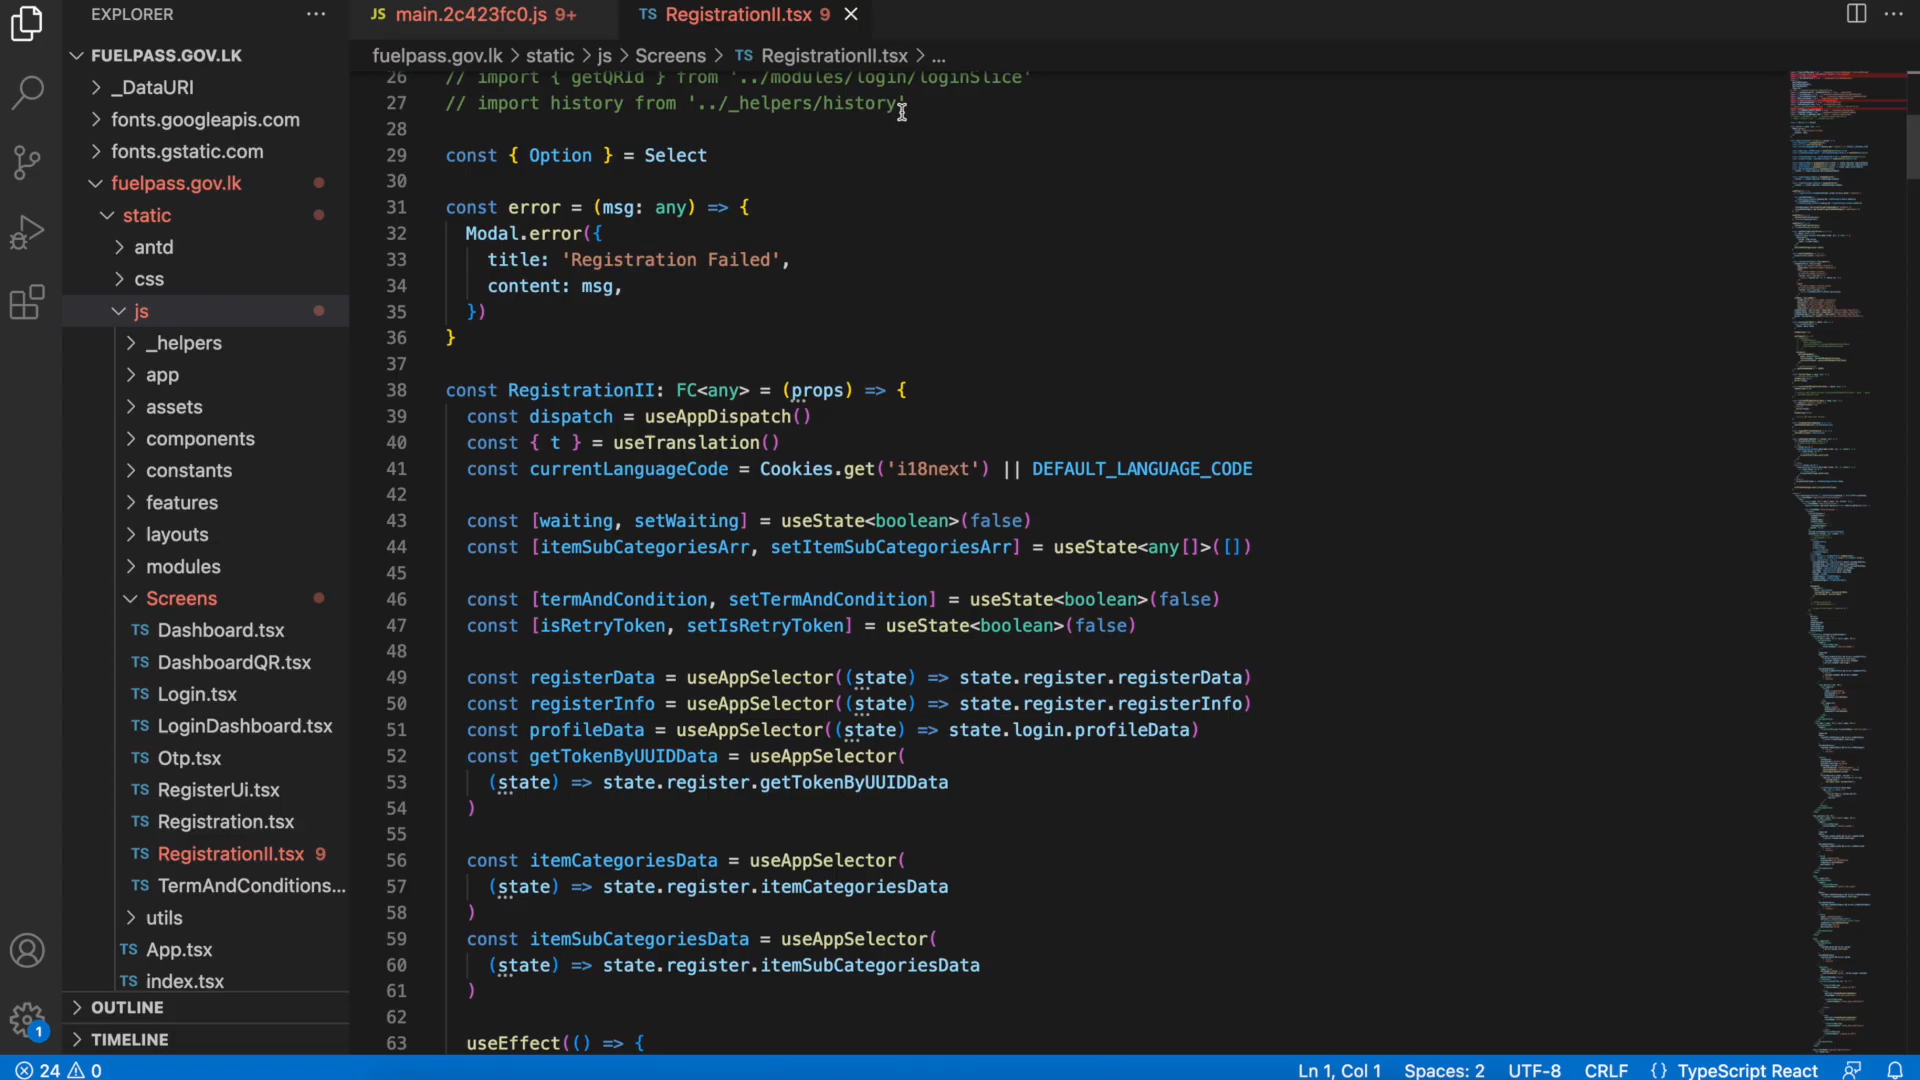 EXPLORER
FUELPASS.GOV.LK
_DataURI
fonts.googleapis.com
fonts.gstatic.com
fuelpass.gov.lk
static
antd
css
js
_helpers
app
assets
components
constants
features
layouts
modules
Screens
TS Dashboard.tsx
TS DashboardQR.tsx
TS Login.tsx
TS LoginDashboard.tsx
TS Otp.tsx
TS RegisterUi.tsx
TS Registration.tsx
TS RegistrationII.tsx 9
TS TermAndConditions...
utils
TS App.tsx
TS index.tsx
OUTLINE
TIMELINE
1
JS main.2c423fc0.js 9+
TS RegistrationII.tsx 9
fuelpass.gov.lk > static > js > Screens > TS RegistrationII.tsx > ...
26 // import { getQRId } from '../modules/login/loginSlice'
27 // import history from '../_helpers/history'
28
29 const { Option } = Select
30
31 const error = (msg: any) => {
32 Modal.error({
33 title: 'Registration Failed',
34 content: msg,
35 })
36 }
37
38 const RegistrationII: FC<any> = (props) => {
39 const dispatch = useAppDispatch()
40 const { t } = useTranslation()
41 const currentLanguageCode = Cookies.get('i18next') || DEFAULT_LANGUAGE_CODE
42
43 const [waiting, setWaiting] = useState<boolean>(false)
44 const [itemSubCategoriesArr, setItemSubCategoriesArr] = useState<any[]>([])
45
46 const [termAndCondition, setTermAndCondition] = useState<boolean>(false)
47 const [isRetryToken, setIsRetryToken] = useState<boolean>(false)
48
49 const registerData = useAppSelector((state) => state.register.registerData)
50 const registerInfo = useAppSelector((state) => state.register.registerInfo)
51 const profileData = useAppSelector((state) => state.login.profileData)
52 const getTokenByUUIDData = useAppSelector(
53 (state) => state.register.getTokenByUUIDData
54 )
55
56 const itemCategoriesData = useAppSelector(
57 (state) => state.register.itemCategoriesData
58 )
59 const itemSubCategoriesData = useAppSelector(
60 (state) => state.register.itemSubCategoriesData
61 )
62
63 useEffect(() => {
24 0
Ln 1, Col 1 Spaces: 2 UTF-8 CRLF {} TypeScript React